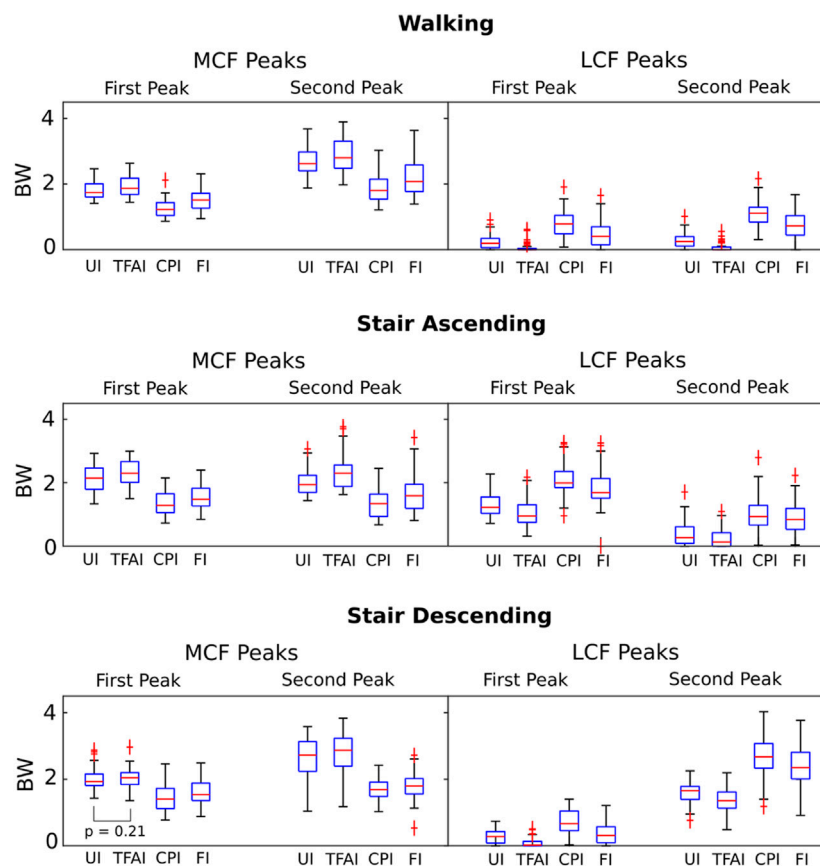 Walking
MCF Peaks LCF Peaks
First Peak Second Peak First Peak Second Peak
4
BW
2
0
UI TFAI CPI FI UI TFAI CPI FI UI TFAI CPI FI UI TFAI CPI FI
Stair Ascending
MCF Peaks LCF Peaks
First Peak Second Peak First Peak Second Peak
4
BW
2
0
UI TFAI CPI FI UI TFAI CPI FI UI TFAI CPI FI UI TFAI CPI FI
Stair Descending
MCF Peaks LCF Peaks
First Peak Second Peak First Peak Second Peak
4
BW
2
p = 0.21
0
UI TFAI CPI FI UI TFAI CPI FI UI TFAI CPI FI UI TFAI CPI FI